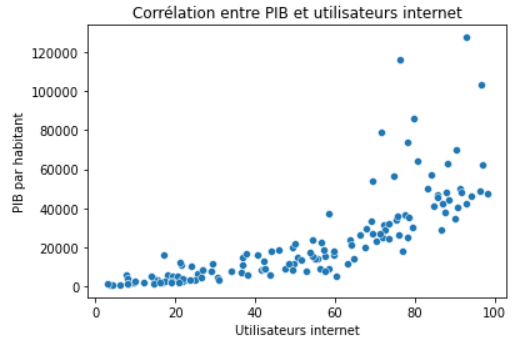 Corrélation entre PIB et utilisateurs internet
120000
100000
80000
60000
40000
20000
0
PIB par habitant
0 20 40 60 80 100
Utilisateurs internet